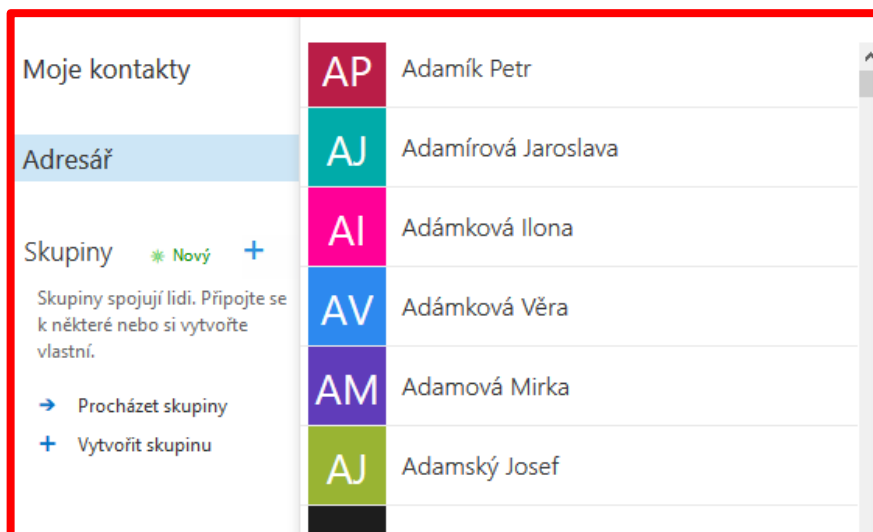 Moje kontakty
Adresář
Skupiny Nový +
Skupiny spojují lidi. Připojte se
k některé nebo si vytvořte
vlastní.
→ Procházet skupiny
+ Vytvořit skupinu
AP Adamík Petr
AJ Adamírová Jaroslava
AI Adámková Ilona
AV Adámková Věra
AM Adamová Mirka
AJ Adamský Josef